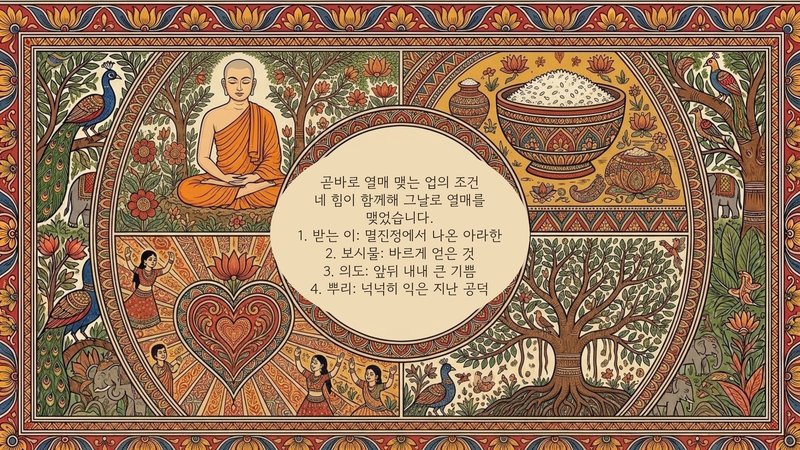 곧바로 열매 맺는 업의 조건
네 힘이 함께해 그날로 열매를
맺었습니다.
1. 받는 이: 멸진정에서 나온 아라한
2. 보시물: 바르게 얻은 것
3. 의도: 앞뒤 내내 큰 기쁨
4. 뿌리: 넉넉히 익은 지난 공덕